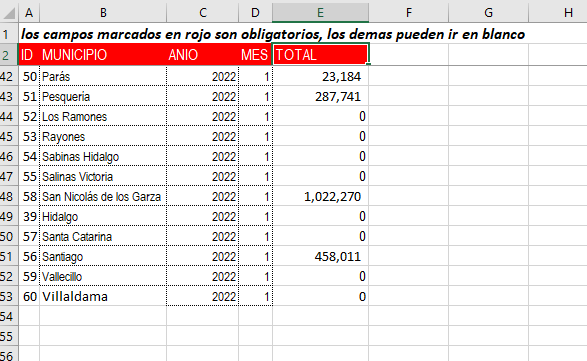 A B C D E F G H
1 los campos marcados en rojo son obligatorios, los demas pueden ir en blanco
2 ID MUNICIPIO ANIO MES TOTAL
42 50 Parás 2022 1 23,184
43 51 Pesquería 2022 1 287,741
44 52 Los Ramones 2022 1 0
45 53 Rayones 2022 1 0
46 54 Sabinas Hidalgo 2022 1 0
47 55 Salinas Victoria 2022 1 0
48 58 San Nicolás de los Garza 2022 1 1,022,270
49 39 Hidalgo 2022 1 0
50 57 Santa Catarina 2022 1 0
51 56 Santiago 2022 1 458,011
52 59 Vallecillo 2022 1 0
53 60 Villaldama 2022 1 0
54
55
56